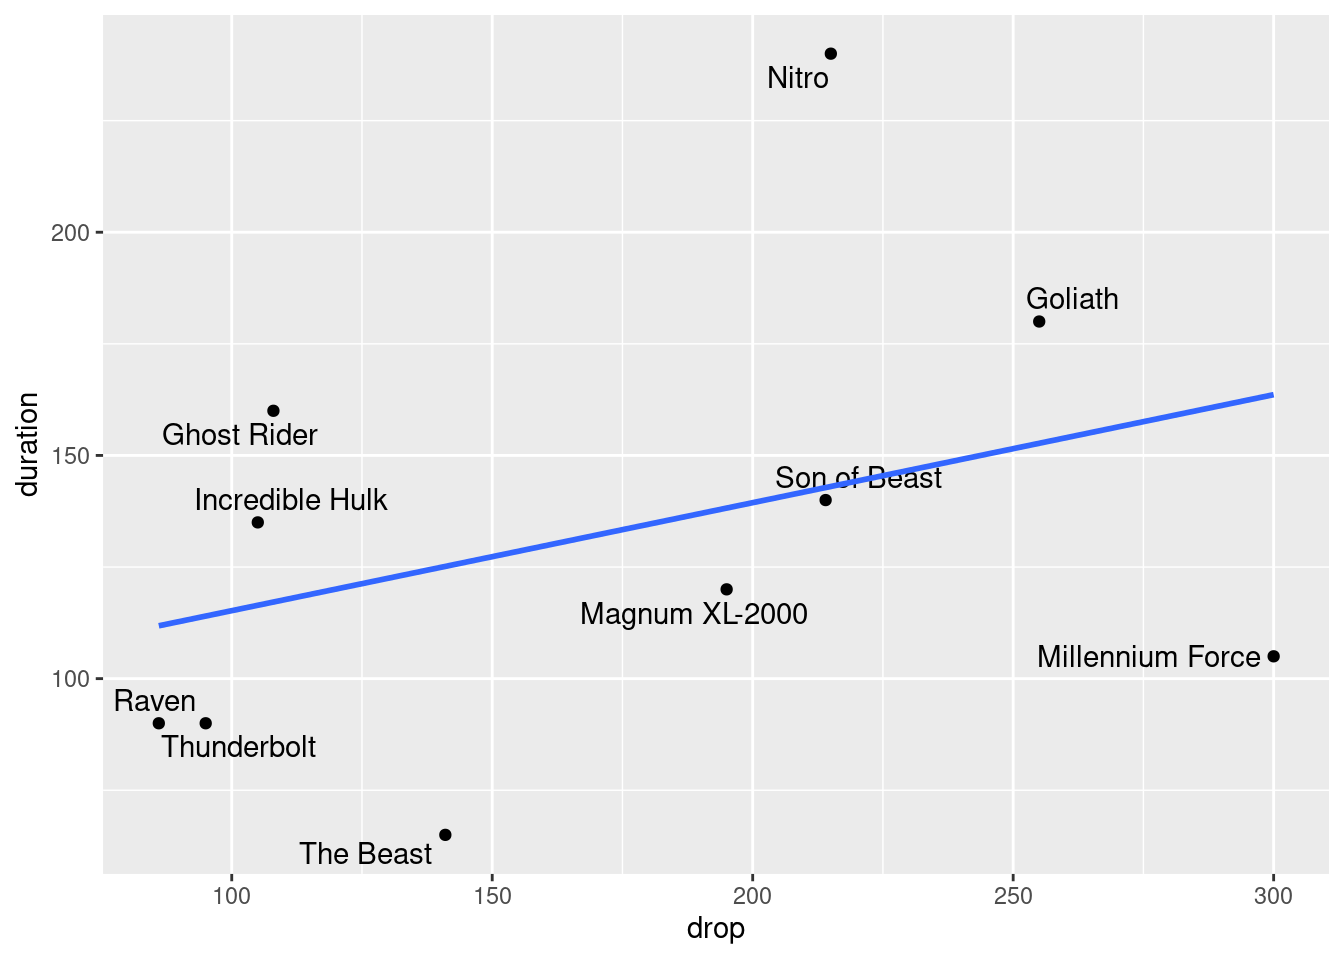 Nitro
200
Goliath
Ghost Rider
150
Son of Beast
Incredible Hulk
duration
Magnum XL-2000
Millennium Force
100
Raven
Thunderbolt
The Beast
100 150 200 250 300
drop